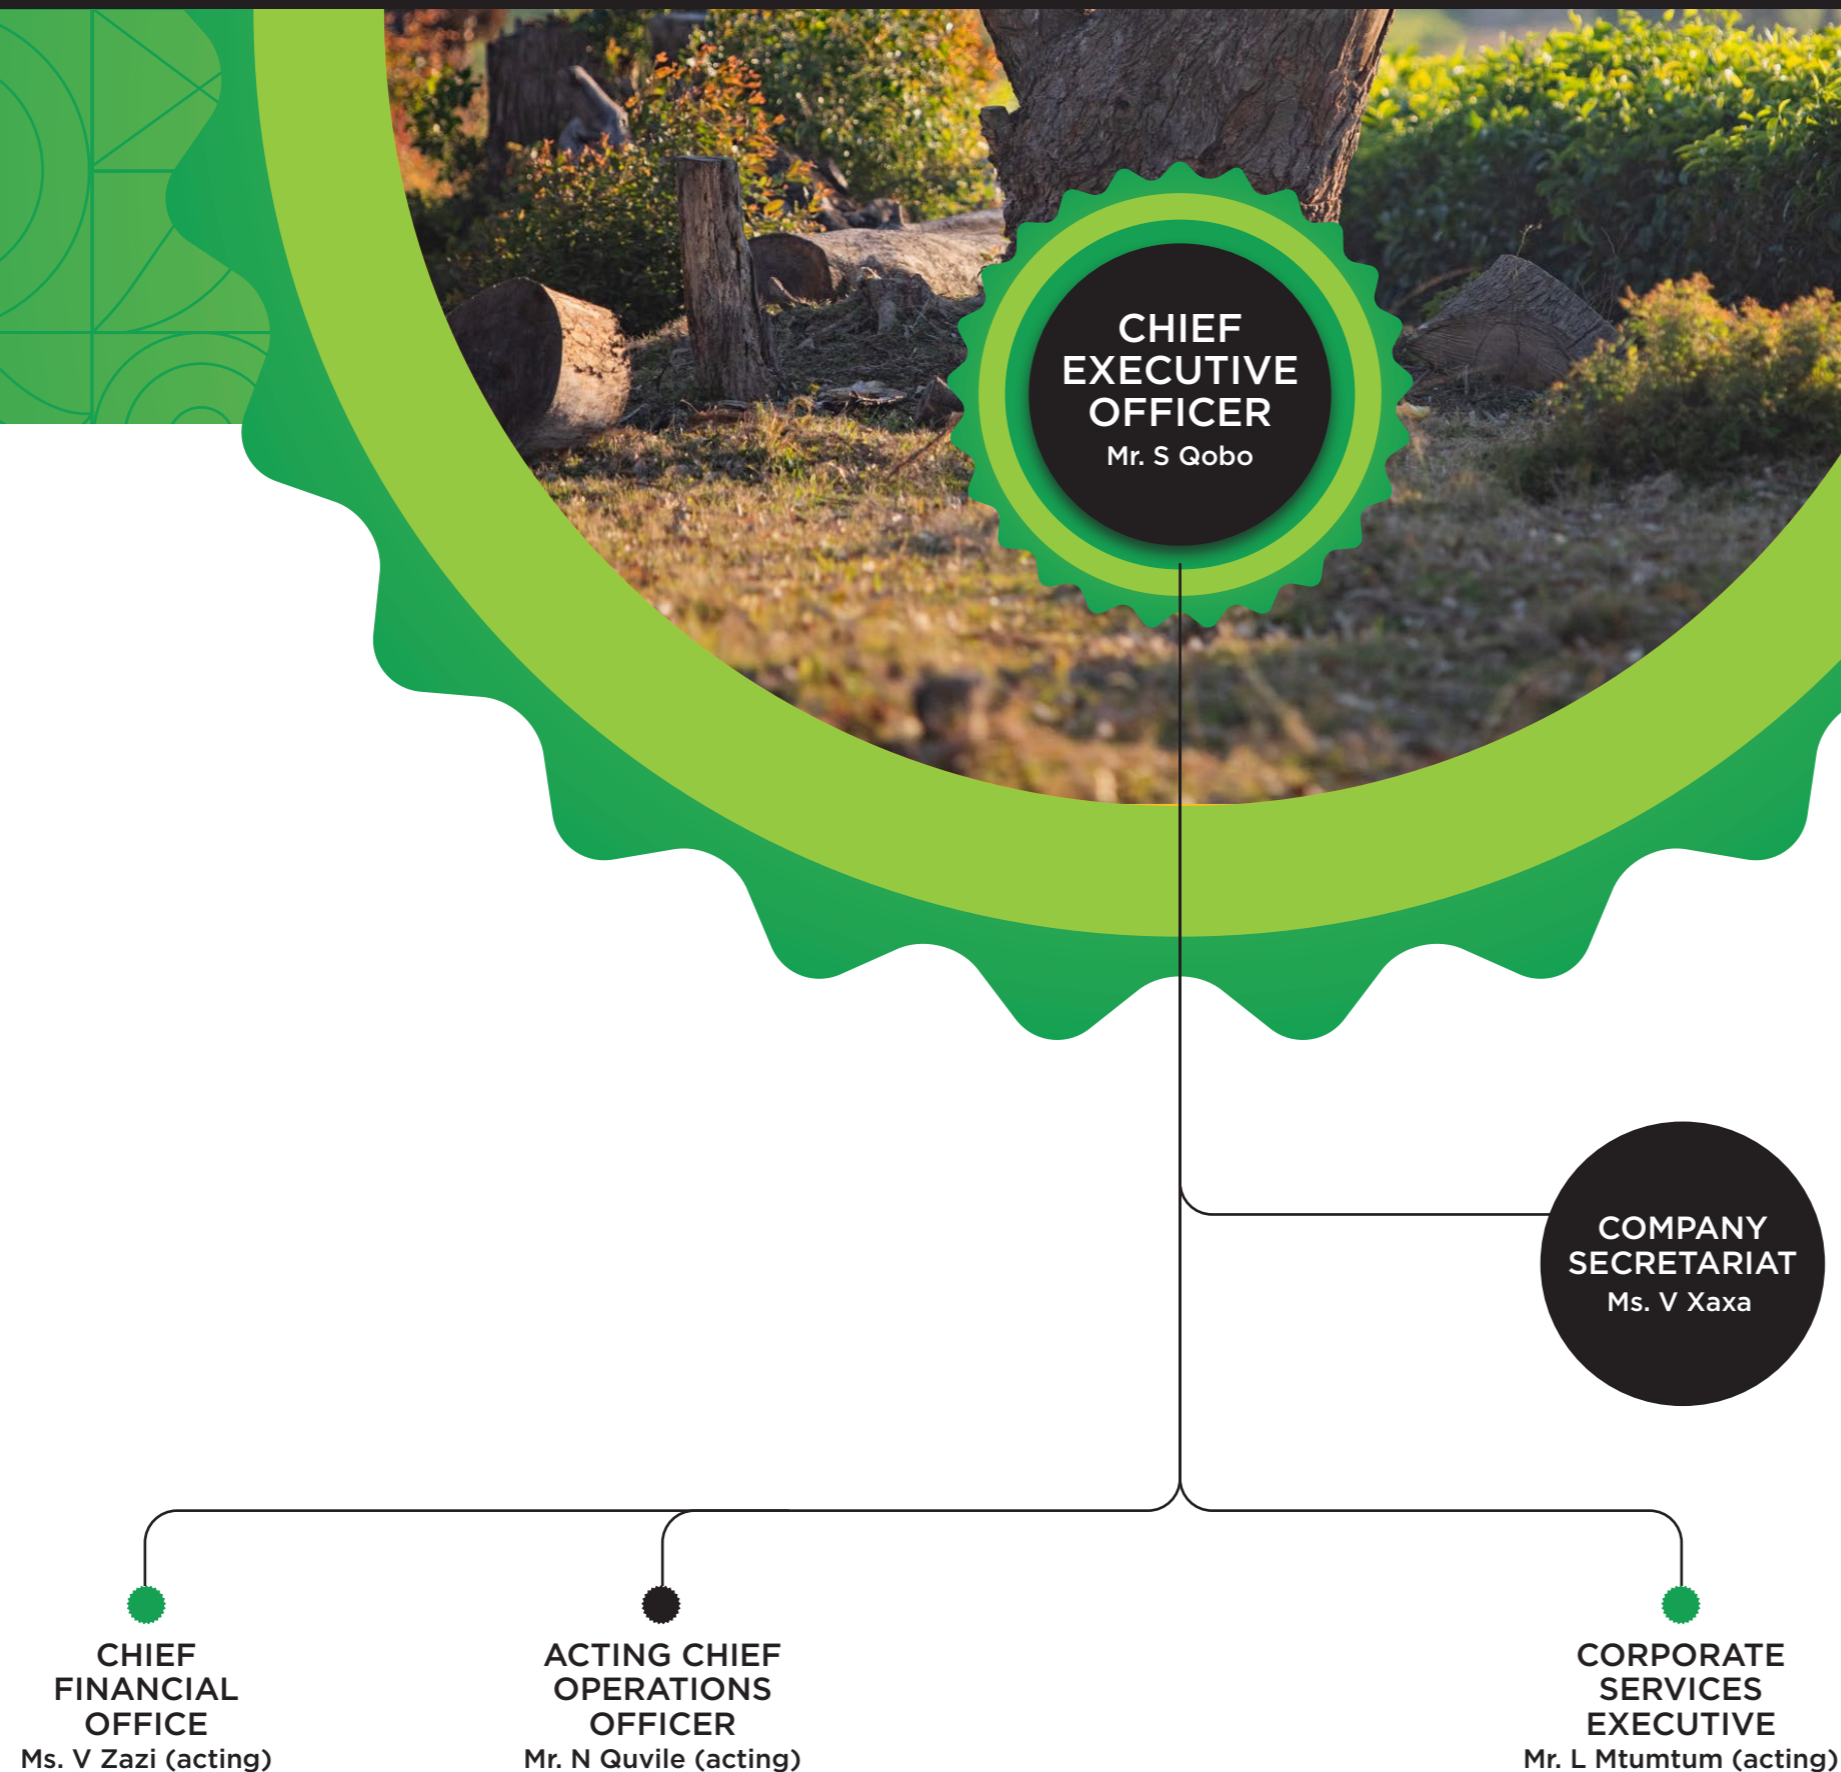 CHIEF
EXECUTIVE
OFFICER
Mr. S Qobo
COMPANY
SECRETARIAT
Ms. V Xaxa
CHIEF
FINANCIAL
OFFICE
Ms. V Zazi (acting)
ACTING CHIEF
OPERATIONS
OFFICER
Mr. N Quvile (acting)
CORPORATE
SERVICES
EXECUTIVE
Mr. L Mtumtum (acting)